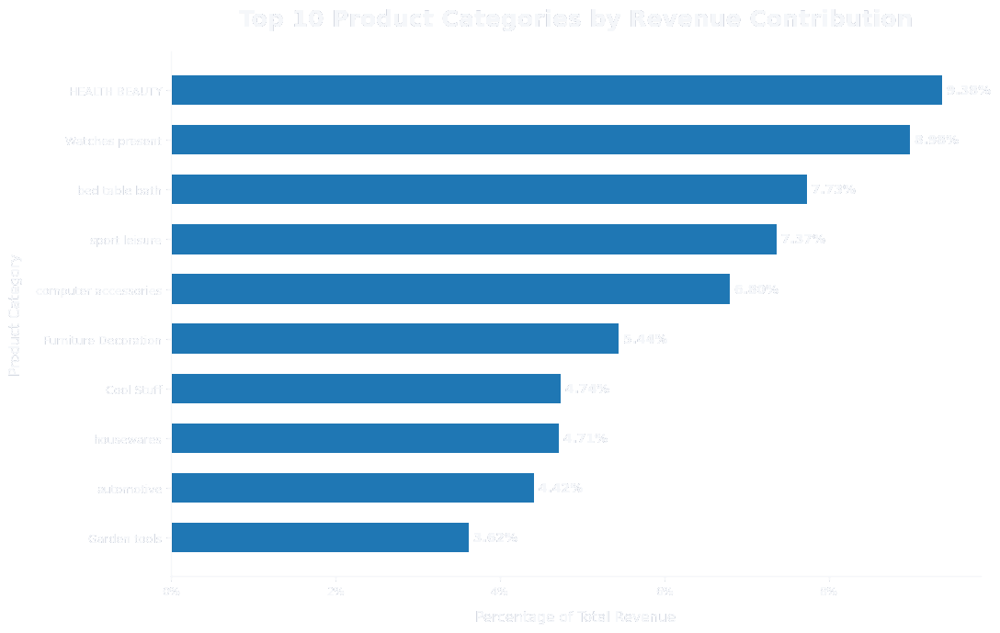 Top 10 Product Categories by Revenue Contribution
HEALTH BEAUTY 9.38%
Watches present 8.98%
bed table bath 7.73%
sport leisure 7.37%
computer accessories 6.80%
Furniture Decoration 5.44%
Cool Stuff 4.74%
housewares 4.71%
automotive 4.42%
Garden tools 3.62%
Product Category
0% 2% 4% 6% 8%
Percentage of Total Revenue